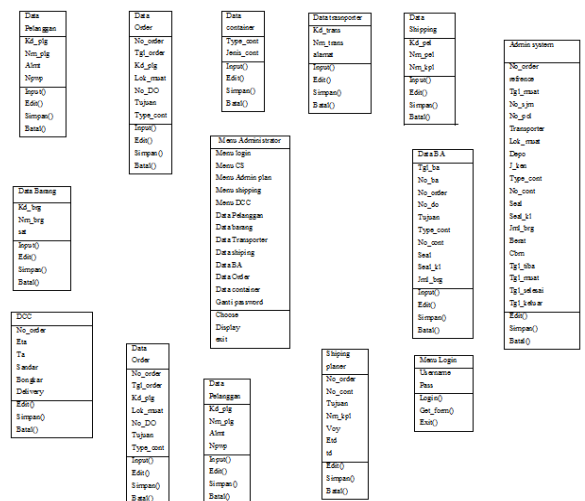 Data
Pelanggan
Kd_plg
Nm_plg
Almt
Npwp
Input()
Edit()
Simpan()
Batal()
Data
Order
No_order
Tgl_order
Kd_plg
Lok_muat
No_DO
Tujuan
Type_cont
Input()
Edit()
Simpan()
Batal()
Data
container
Type_cont
Jenis_cont
Input()
Edit()
Simpan()
Batal()
Data transporter
Kd_trans
Nm_trans
alamat
Input()
Edit()
Simpan()
Batal()
Data
Shipping
Kd_pel
Nm_pel
Nm_kpl
Input()
Edit()
Simpan()
Batal()
Admin system
No_order
refrence
Tgl_muat
No_sjm
No_pol
Transporter
Lok_muat
Depo
J_ken
Type_cont
No_cont
Seal
Seal_kl
Jml_brg
Berat
Cbm
Tgl_tiba
Tgl_muat
Tgl_selesai
Tgl_keluar
Edit()
Simpan()
Batal()
Data Barang
Kd_brg
Nm_brg
sat
Input()
Edit()
Simpan()
Batal()
Menu Administrator
Menu login
Menu CS
Menu Admin plan
Menu shipping
Menu DCC
Data Pelanggan
Data barang
Data Transporter
Data shiping
Data BA
Data Order
Data container
Ganti password
Choose
Display
exit
Data BA
Tgl_ba
No_ba
No_order
No_do
Tujuan
Type_cont
No_cont
Seal
Seal_kl
Jml_brg
Input()
Edit()
Simpan()
Batal()
DCC
No_order
Eta
Ta
Sandar
Bongkar
Delivery
Edit()
Simpan()
Batal()
Data
Order
No_order
Tgl_order
Kd_plg
Lok_muat
No_DO
Tujuan
Type_cont
Input()
Edit()
Simpan()
Batal()
Data
Pelanggan
Kd_plg
Nm_plg
Almt
Npwp
Input()
Edit()
Simpan()
Batal()
Shiping
planer
No_order
No_cont
Tujuan
Nm_kpl
Voy
Etd
td
Edit()
Simpan()
Batal()
Menu Login
Username
Pass
Login()
Get_form()
Exit()